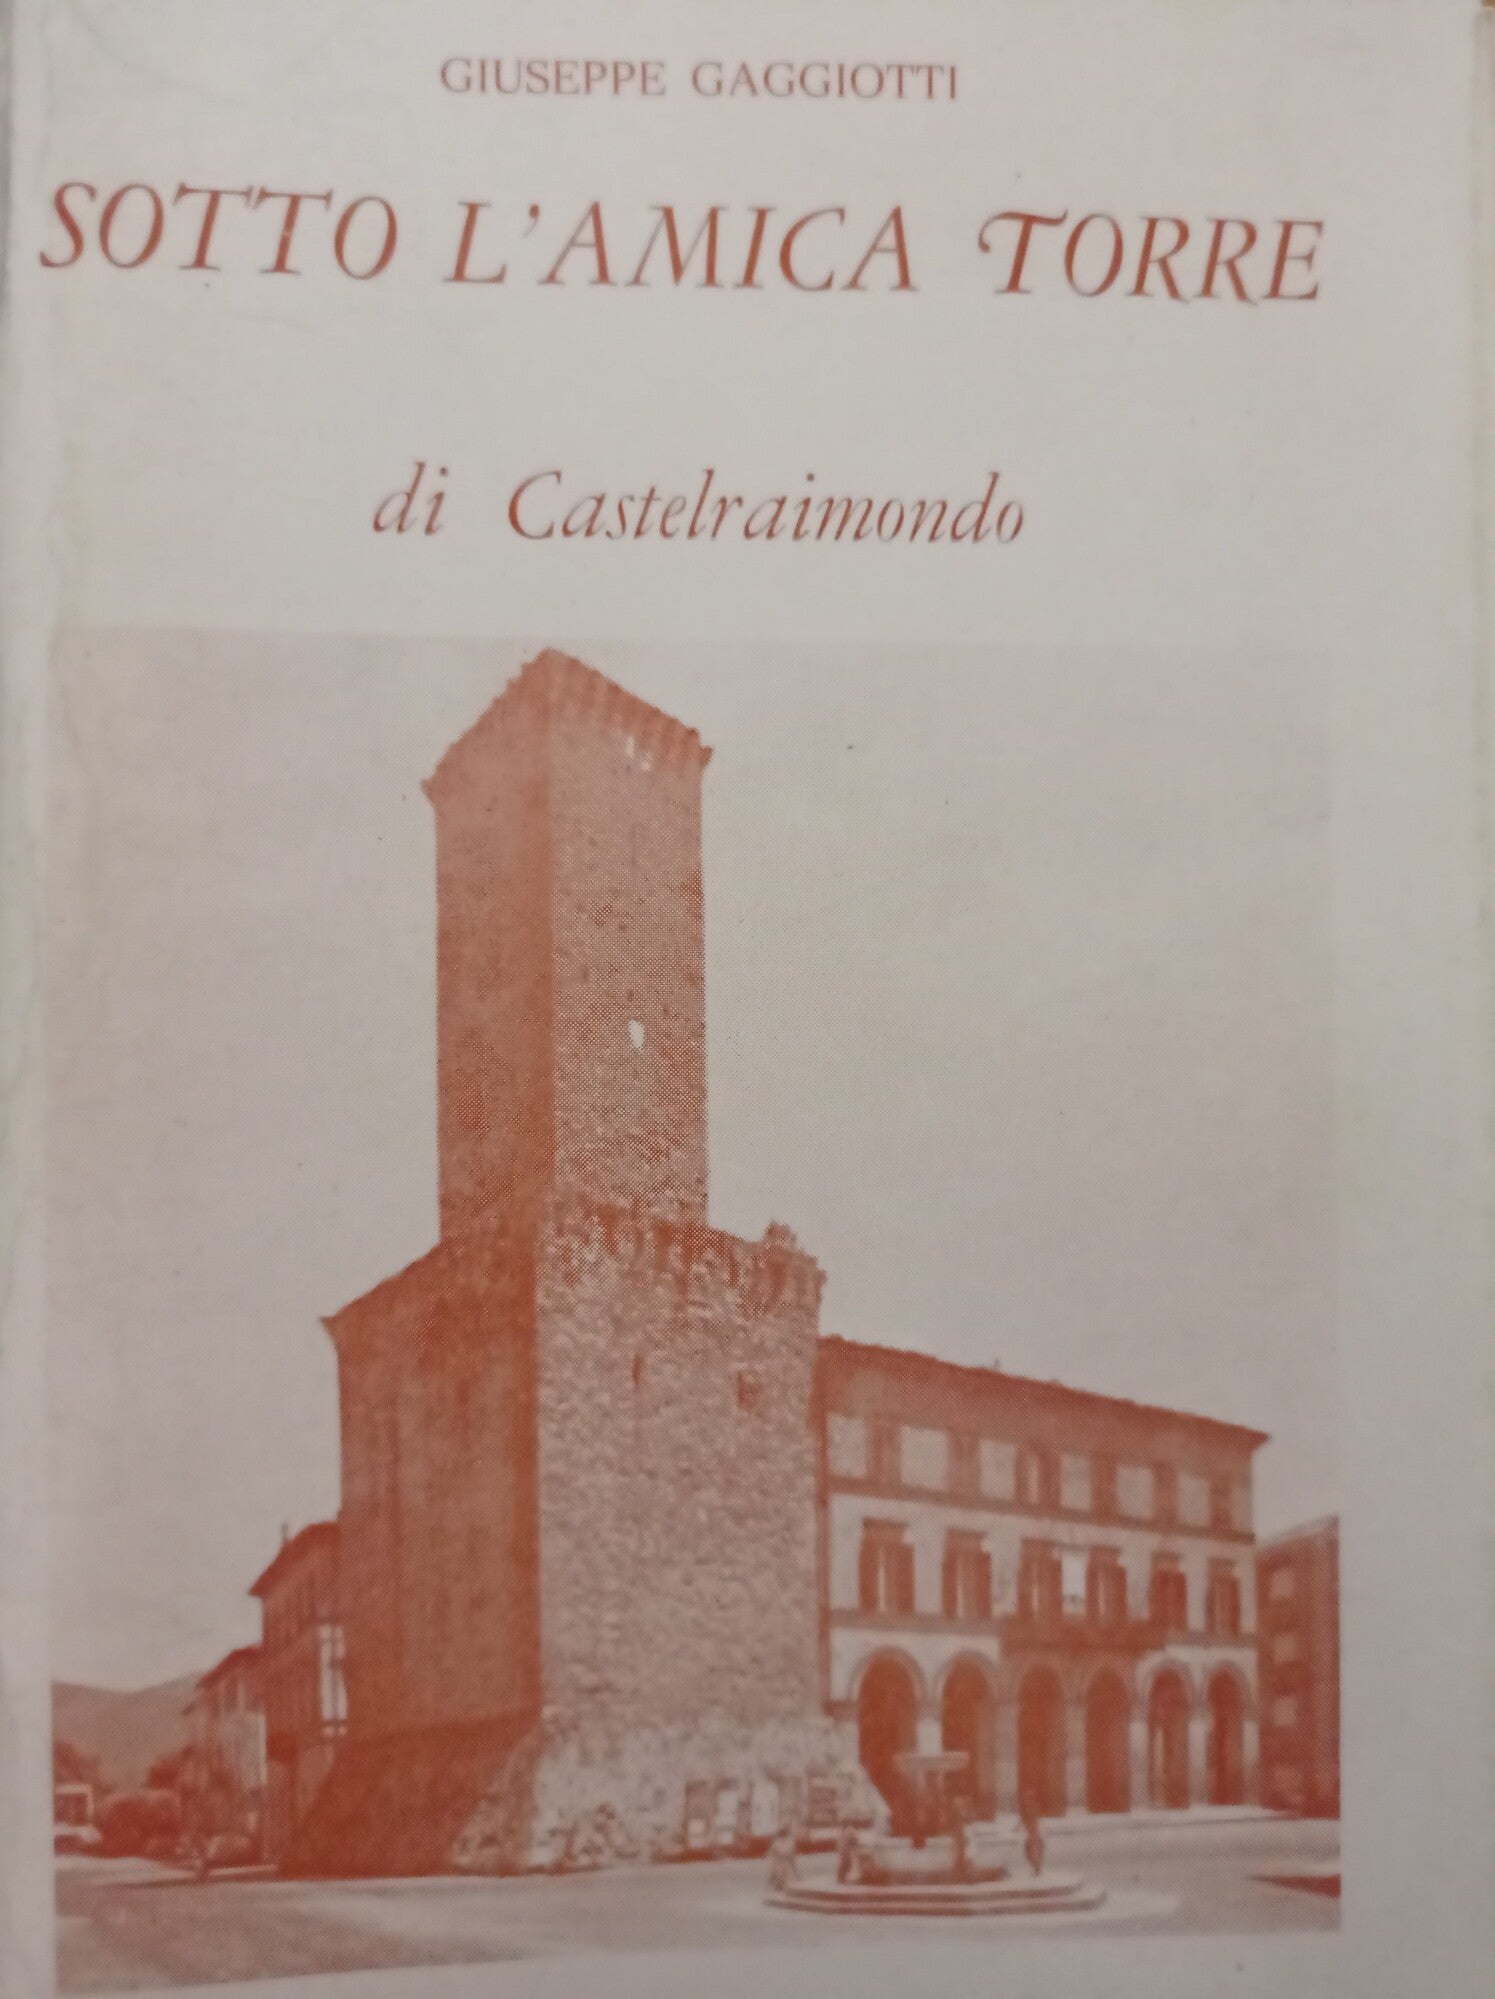 GIUSEPPE GAGGIOTTI
SOTTO L'AMICA TORRE
di Castelraimondo